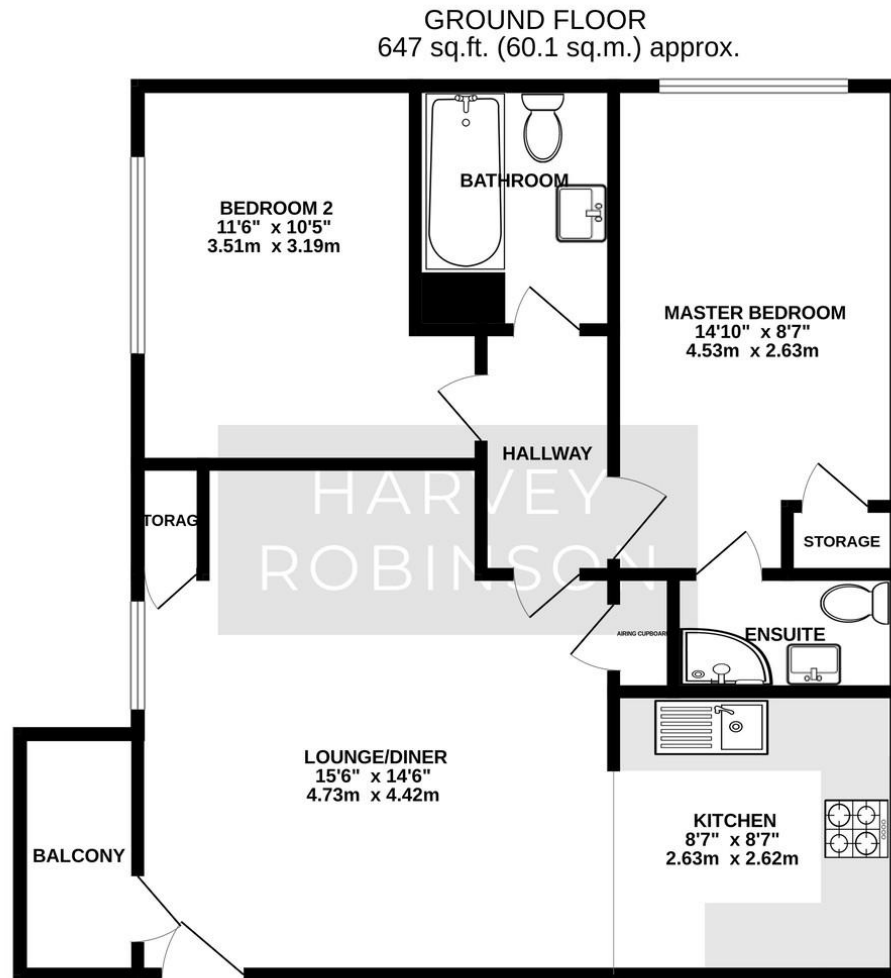 GROUND FLOOR
647 sq.ft. (60.1 sq.m.) approx.
BATHROOM
BEDROOM 2
11'6" x 10'5"
3.51m x 3.19m
MASTER BEDROOM
14'10" x 8'7"
4.53m x 2.63m
HALLWAY
HARVEY
ROBINSON
TORAG
STORAGE
AIRING CUPBOARD
ENSUITE
LOUNGE/DINER
15'6" x 14'6"
4.73m x 4.42m
KITCHEN
8'7" x 8'7"
2.63m x 2.62m
BALCONY